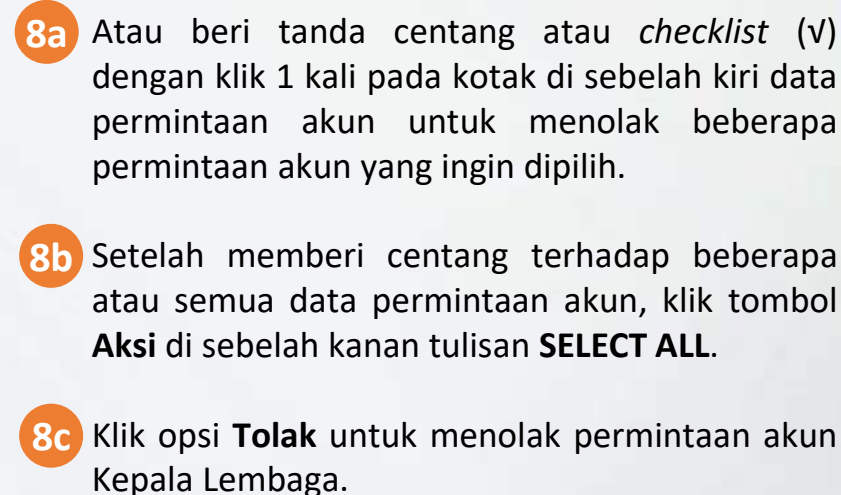 8a Atau beri tanda centang atau checklist (√)
dengan klik 1 kali pada kotak di sebelah kiri data
permintaan akun untuk menolak beberapa
permintaan akun yang ingin dipilih.
8b Setelah memberi centang terhadap beberapa
atau semua data permintaan akun, klik tombol
Aksi di sebelah kanan tulisan SELECT ALL.
8c Klik opsi Tolak untuk menolak permintaan akun
Kepala Lembaga.